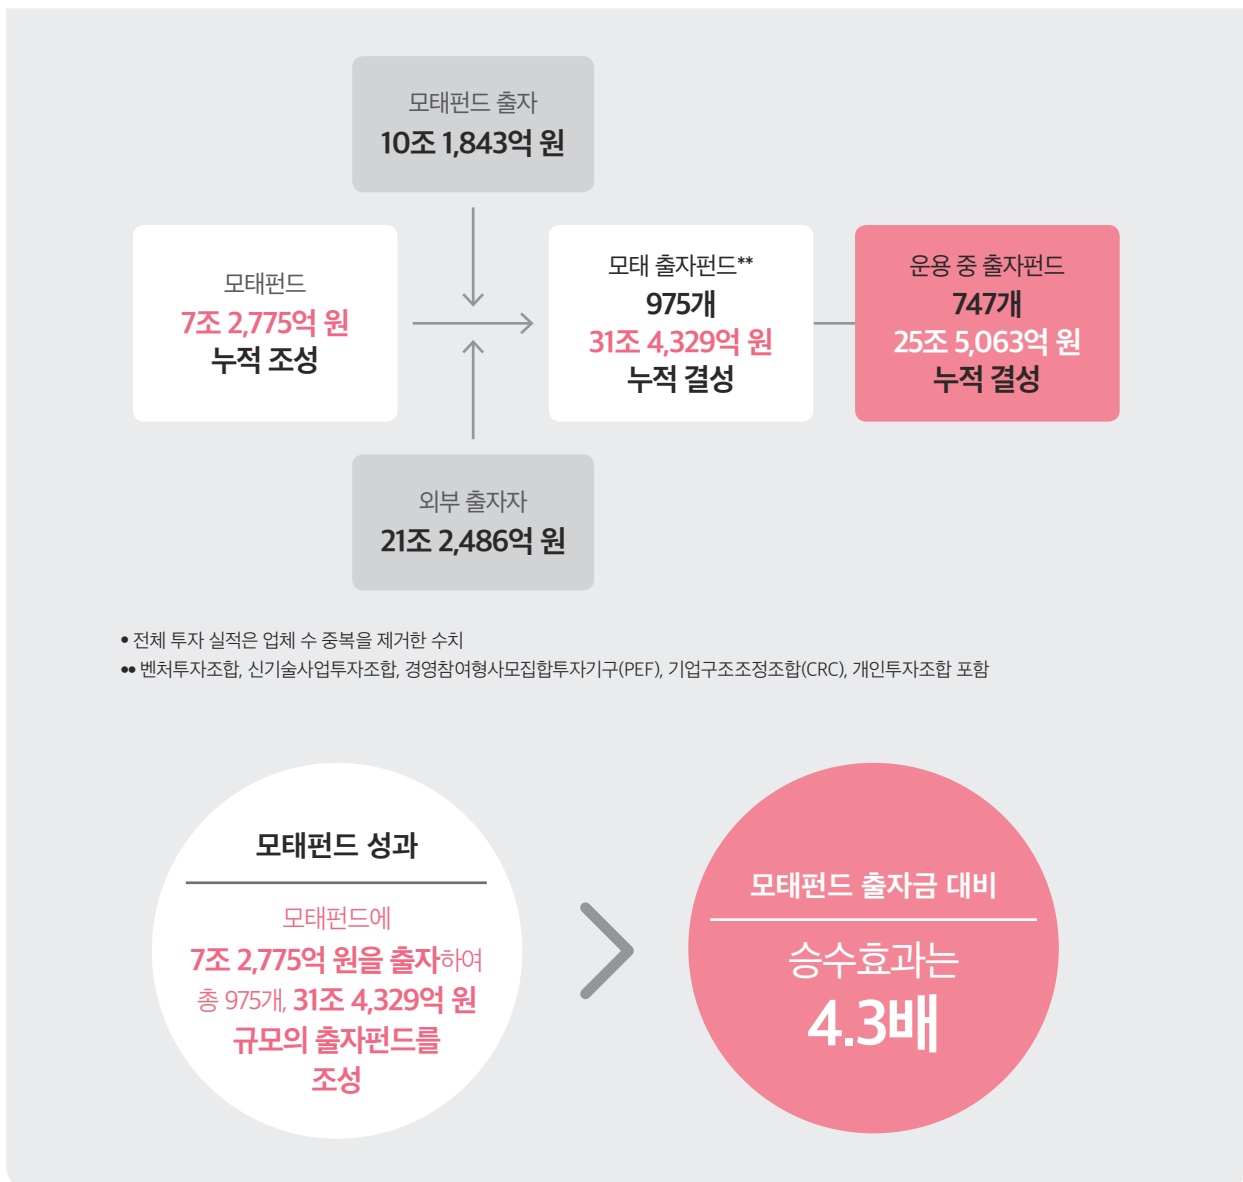 모태펀드 출자
10조 1,843억 원
모태펀드
7조 2,775억 원
누적 조성
모태 출자펀드**
975개
31조 4,329억 원
누적 결성
운용 중 출자펀드
747개
25조 5,063억 원
누적 결성
외부 출자자
21조 2,486억 원
• 전체 투자 실적은 업체 수 중복을 제거한 수치
•• 벤처투자조합, 신기술사업투자조합, 경영참여형사모집합투자기구(PEF), 기업구조조정조합(CRC), 개인투자조합 포함
모태펀드 성과
모태펀드에
7조 2,775억 원을 출자하여
총 975개, 31조 4,329억 원
규모의 출자펀드를
조성
모태펀드 출자금 대비
승수효과는
4.3배